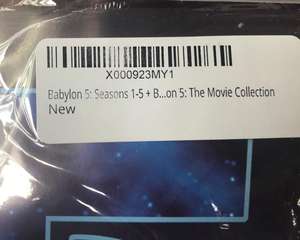 X000923MY1
Babylon 5: Seasons 1-5 + B...on 5: The Movie Collection
New